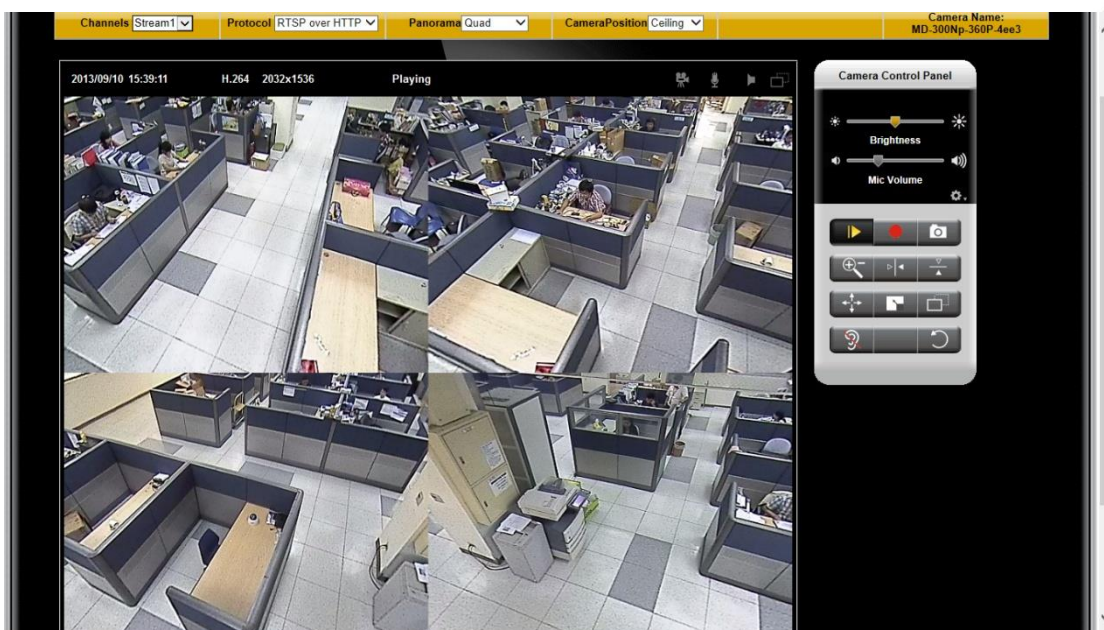 Channels Stream1 Protocol RTSP over HTTP Panorama Quad CameraPosition Ceiling Camera Name:
MD-300Np-360P-4ee3
2013/09/10 15:39:11 H.264 2032x1536 Playing
Camera Control Panel
Brightness
Mic Volume